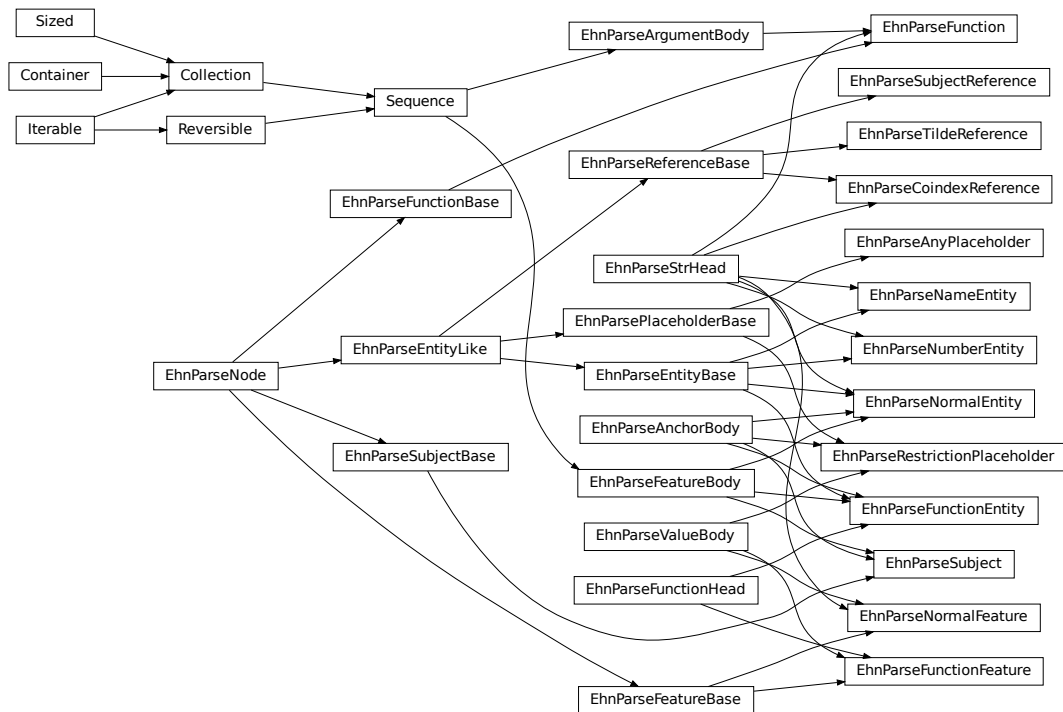 Sized
Container
Iterable
Collection
Reversible
Sequence
EhnParseFunctionBase
EhnParseNode
EhnParseEntityLike
EhnParseSubjectBase
EhnParseArgumentBody
EhnParseReferenceBase
EhnParseStrHead
EhnParsePlaceholderBase
EhnParseEntityBase
EhnParseAnchorBody
EhnParseFeatureBody
EhnParseValueBody
EhnParseFunctionHead
EhnParseFeatureBase
EhnParseFunction
EhnParseSubjectReference
EhnParseTildeReference
EhnParseCoindexReference
EhnParseAnyPlaceholder
EhnParseNameEntity
EhnParseNumberEntity
EhnParseNormalEntity
EhnParseRestrictionPlaceholder
EhnParseFunctionEntity
EhnParseSubject
EhnParseNormalFeature
EhnParseFunctionFeature